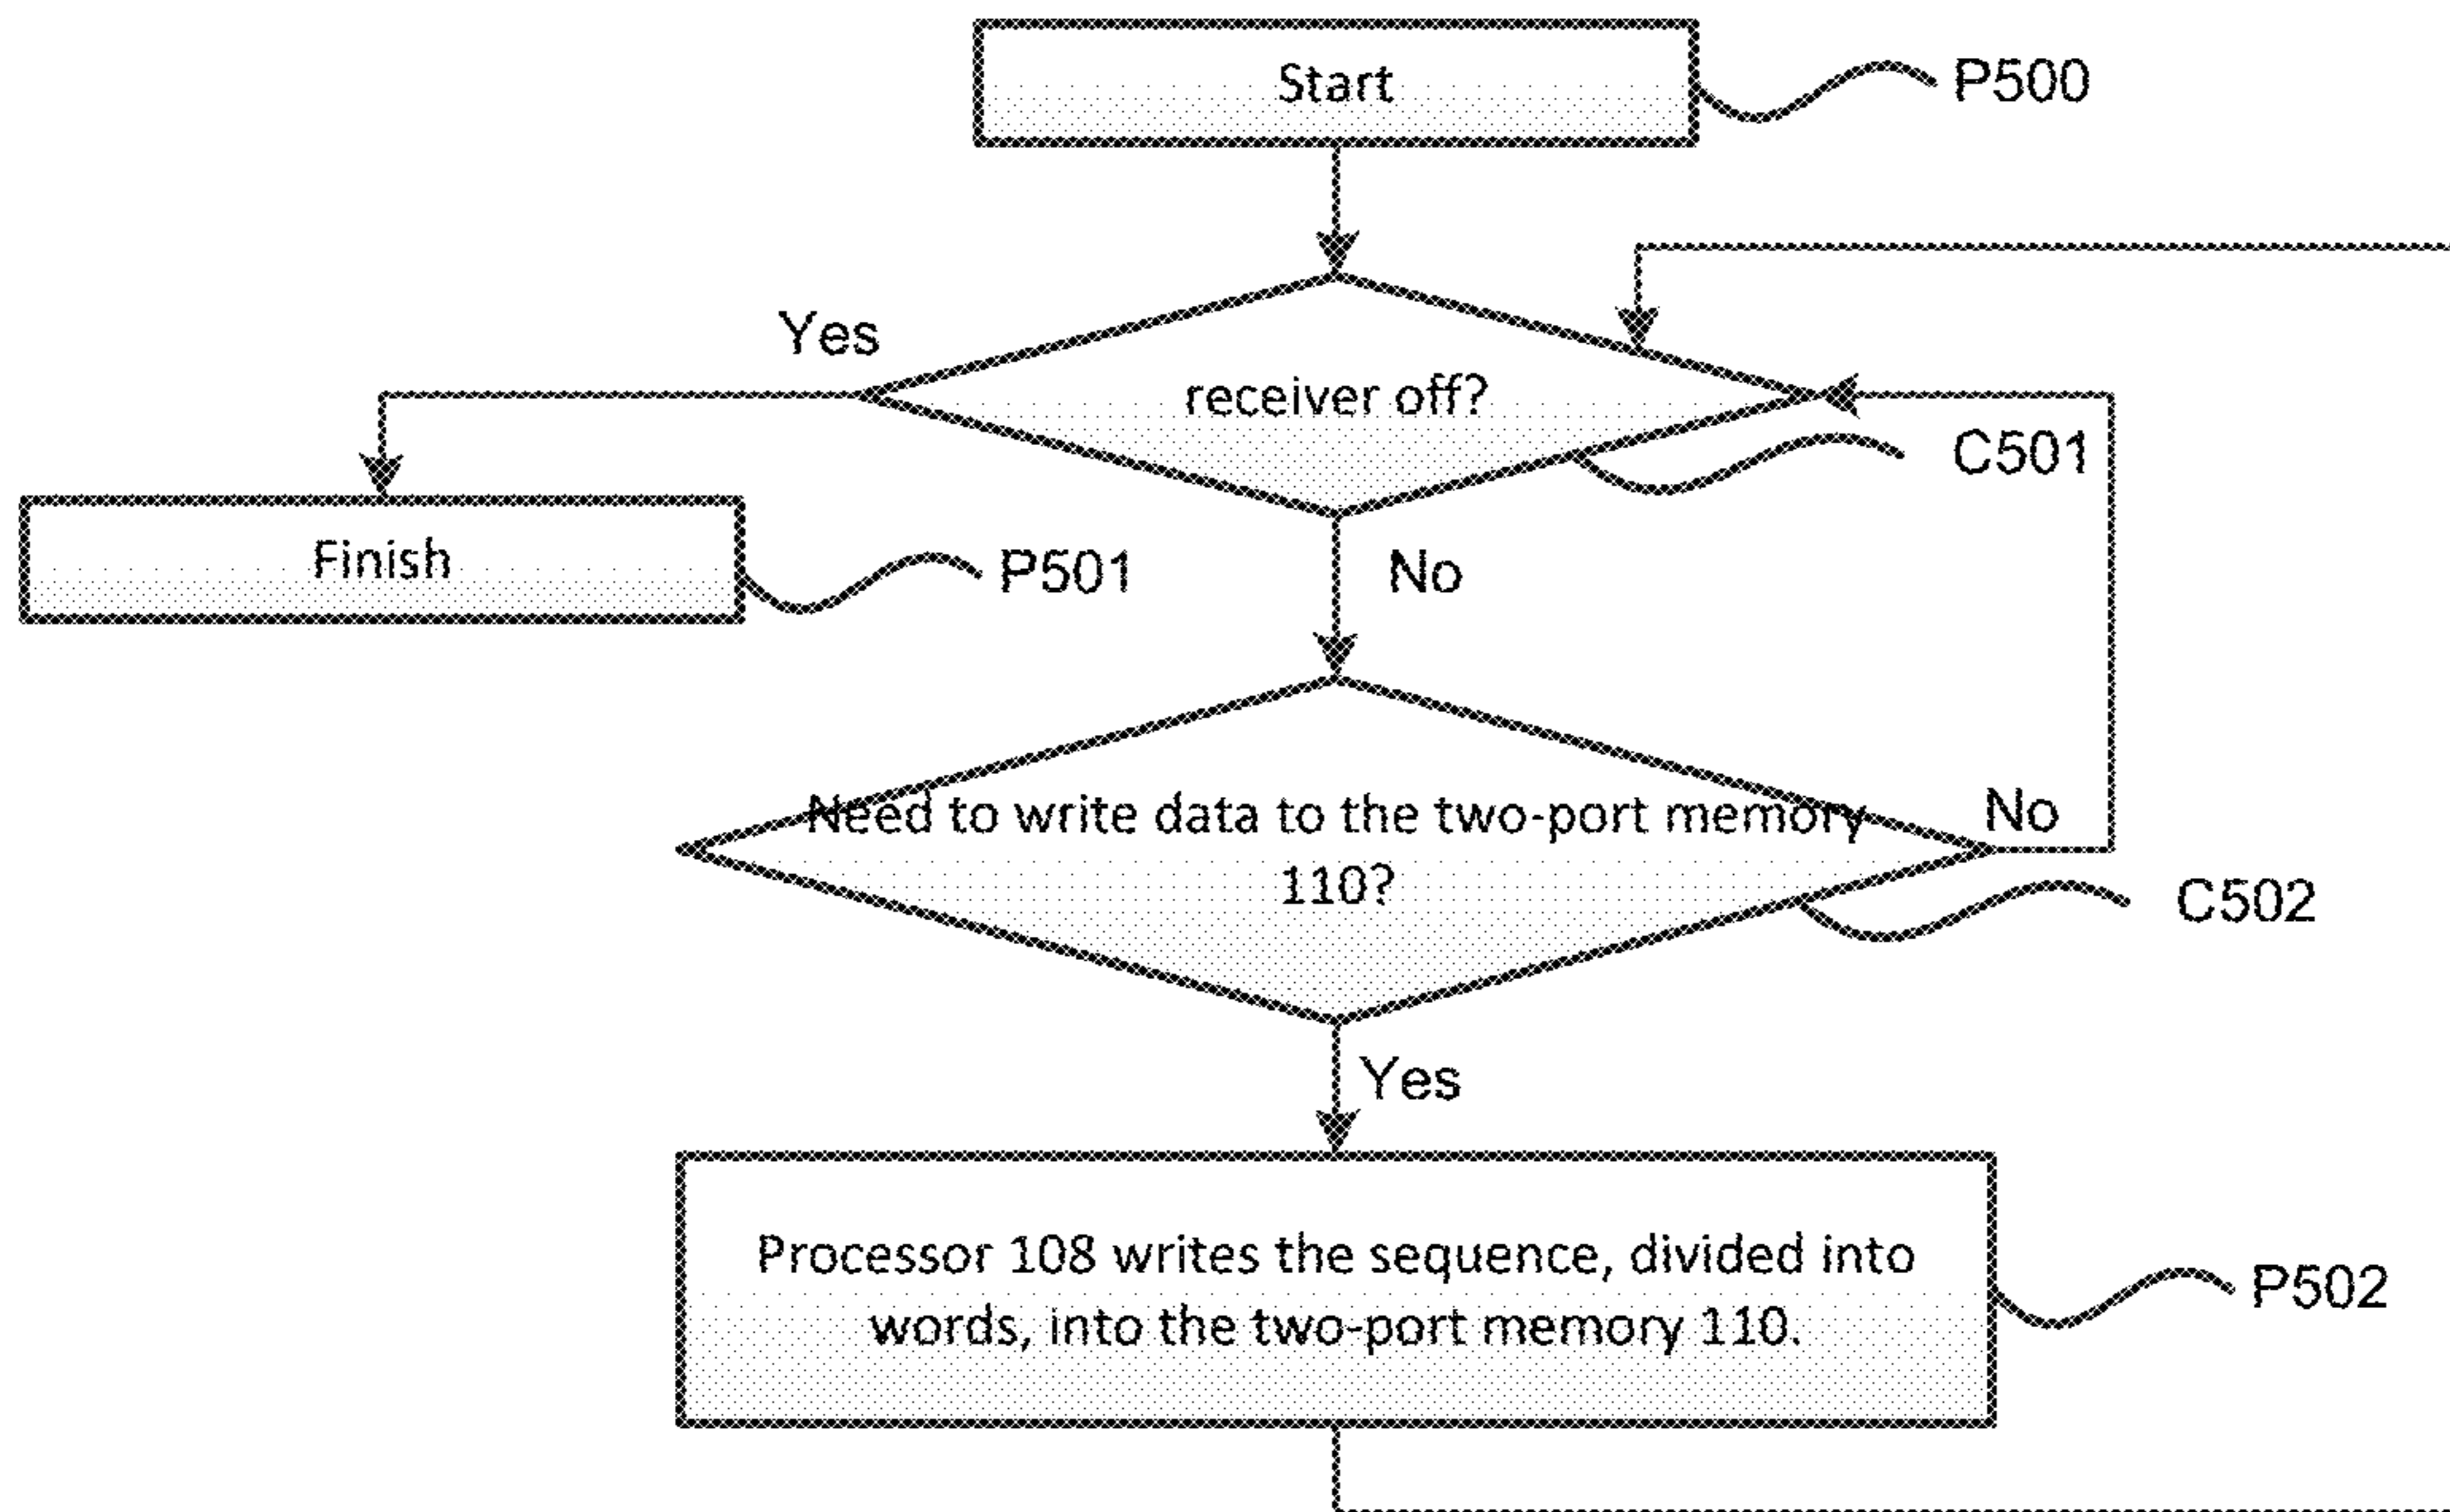 Start
P500
Yes
receiver off?
C501
Finish
P501
No
Need to write data to the two-port memory
110?
No
C502
Yes
Processor 108 writes the sequence, divided into
words, into the two-port memory 110.
P502